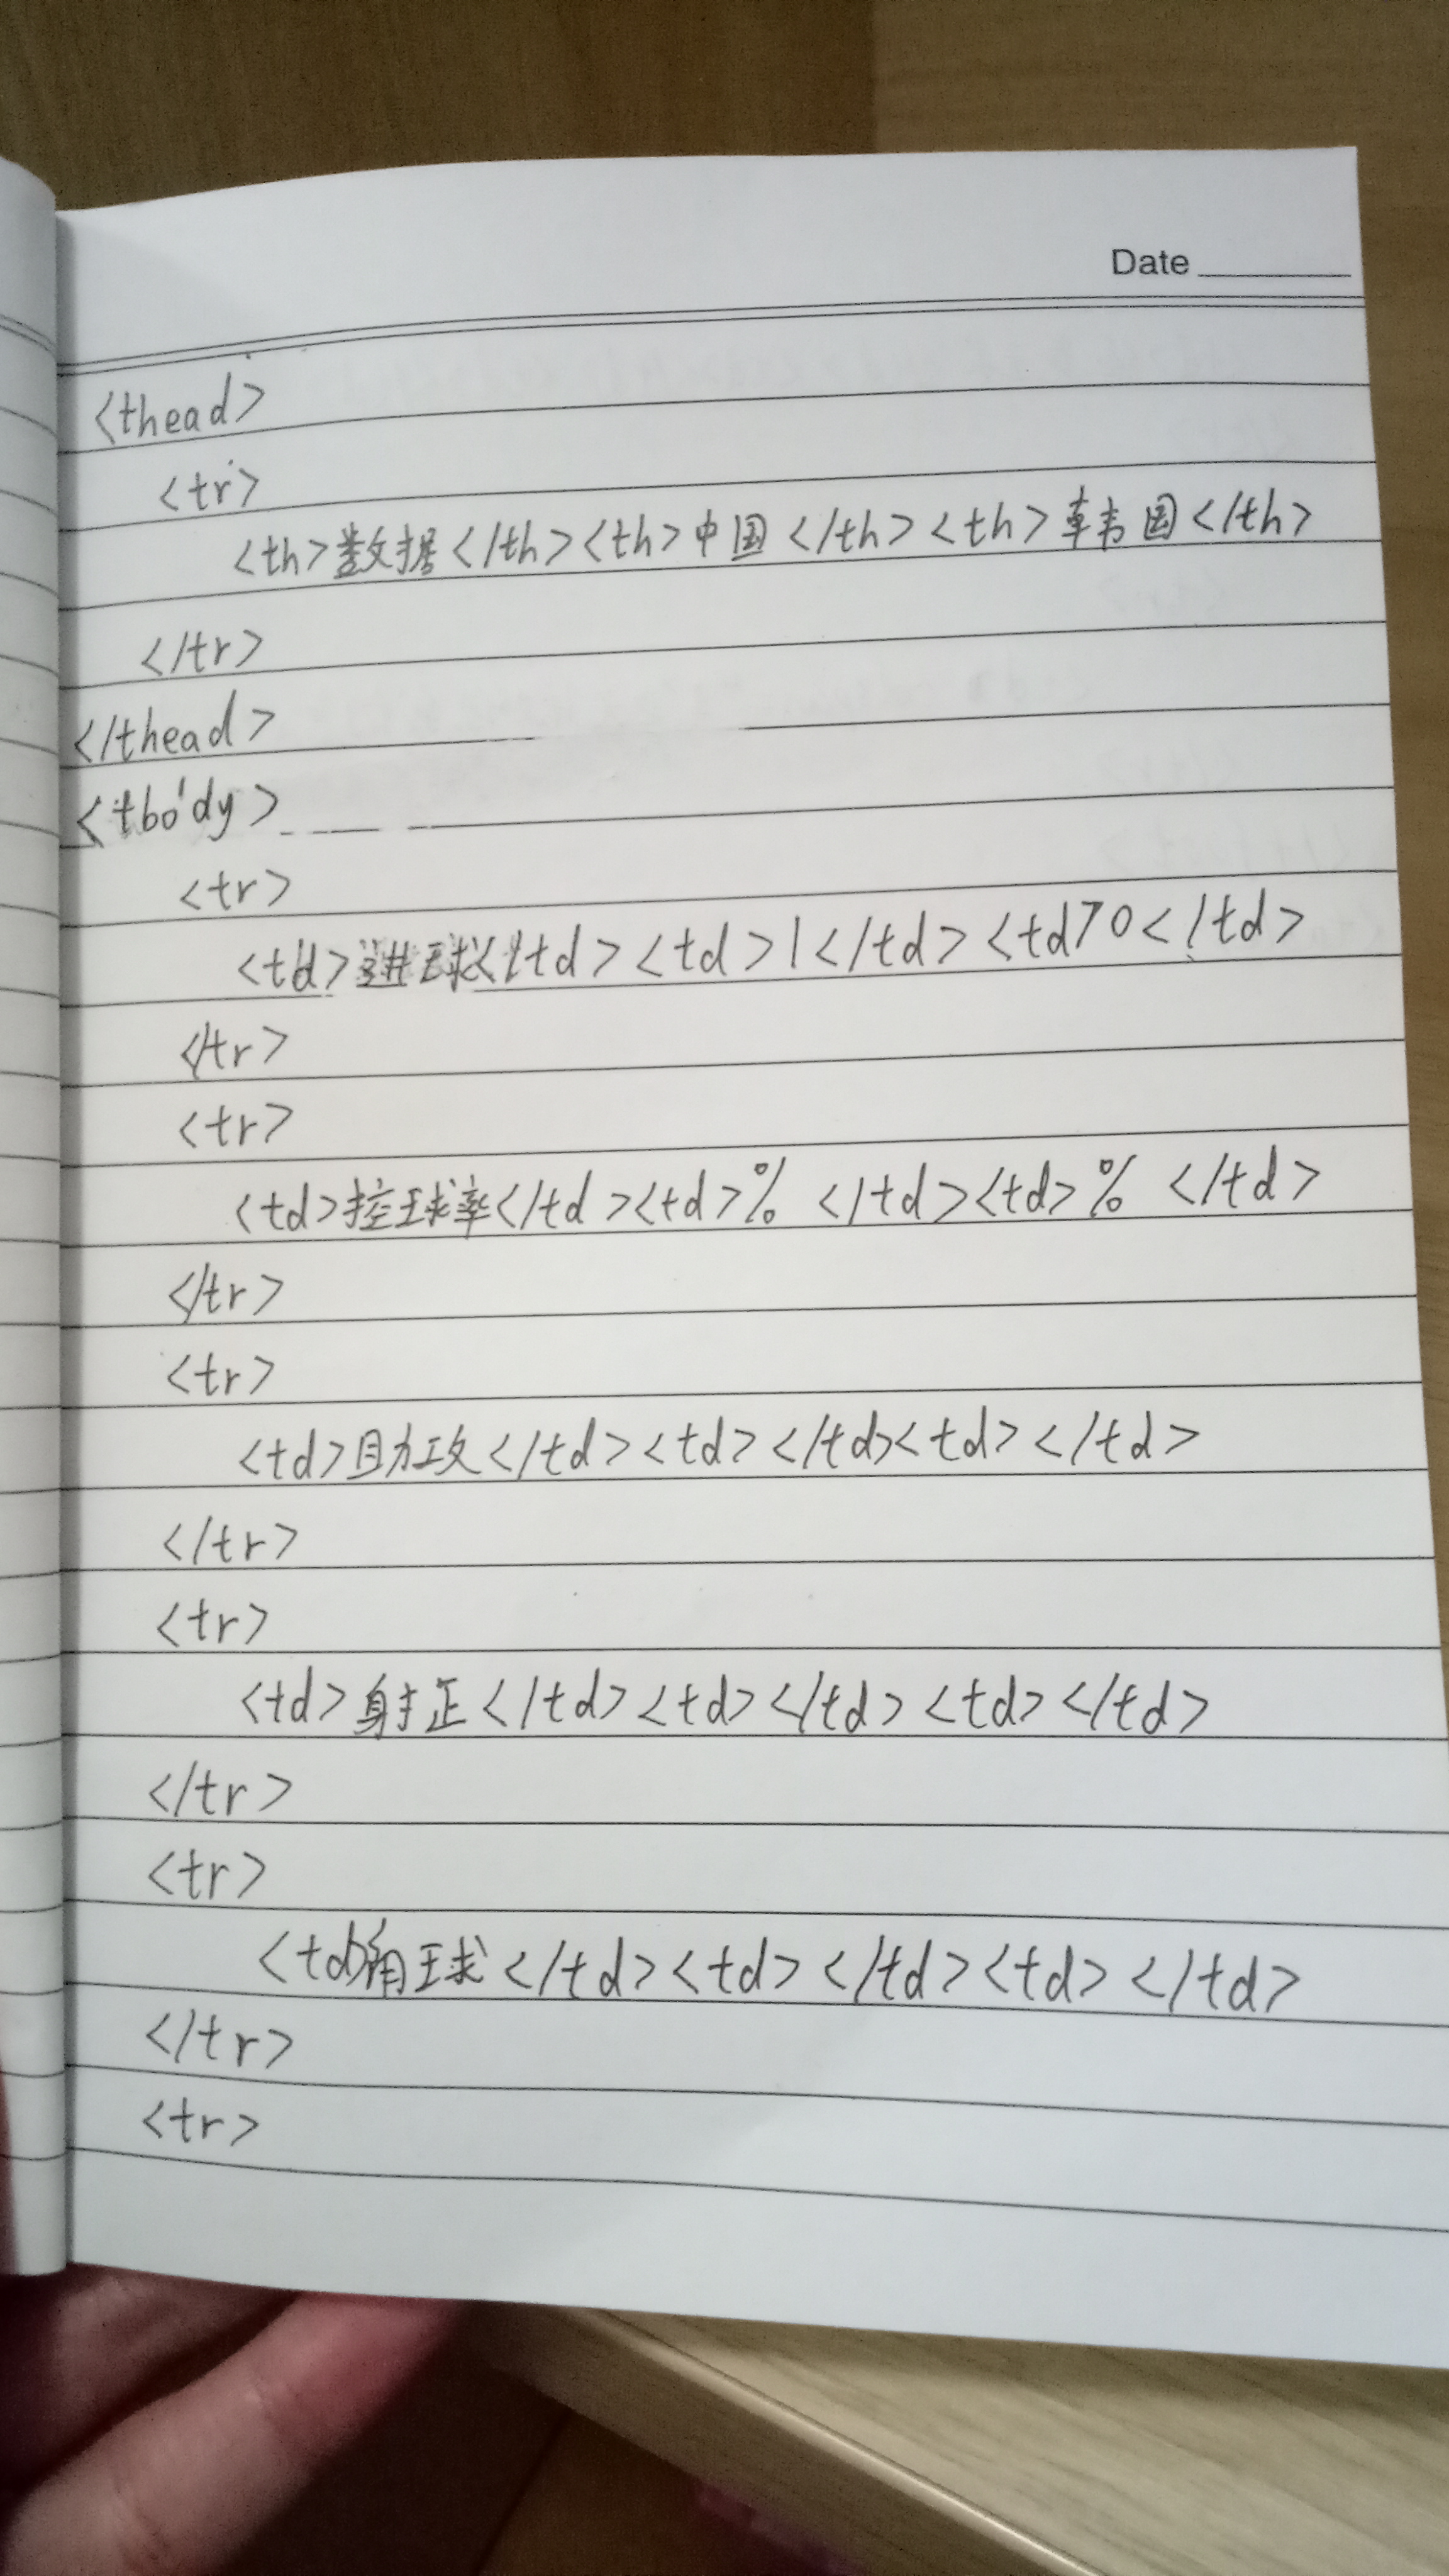 Date
<thead>
<tr>
<th>数据</th><th>中国</th><th>韩国</th>
</tr>
</thead>
<tbody>
<tr>
<td>进球</td><td>1</td><td>0</td>
</tr>
<tr>
<td>控球率</td><td>% </td><td>% </td>
</tr>
<tr>
<td>助攻</td><td></td><td></td>
</tr>
<tr>
<td>射正</td><td></td><td></td>
</tr>
<tr>
<td>角球</td><td></td><td></td>
</tr>
<tr>